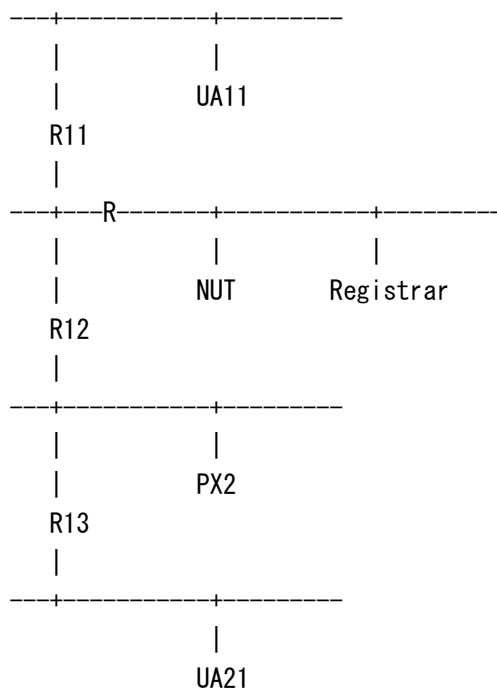 ---+----------+---------
|          |
|         UA11
R11
|
---+---R------+----------+--------
|          |          |
|         NUT      Registrar
R12
|
---+----------+---------
|          |
|         PX2
R13
|
---+----------+---------
|
UA21